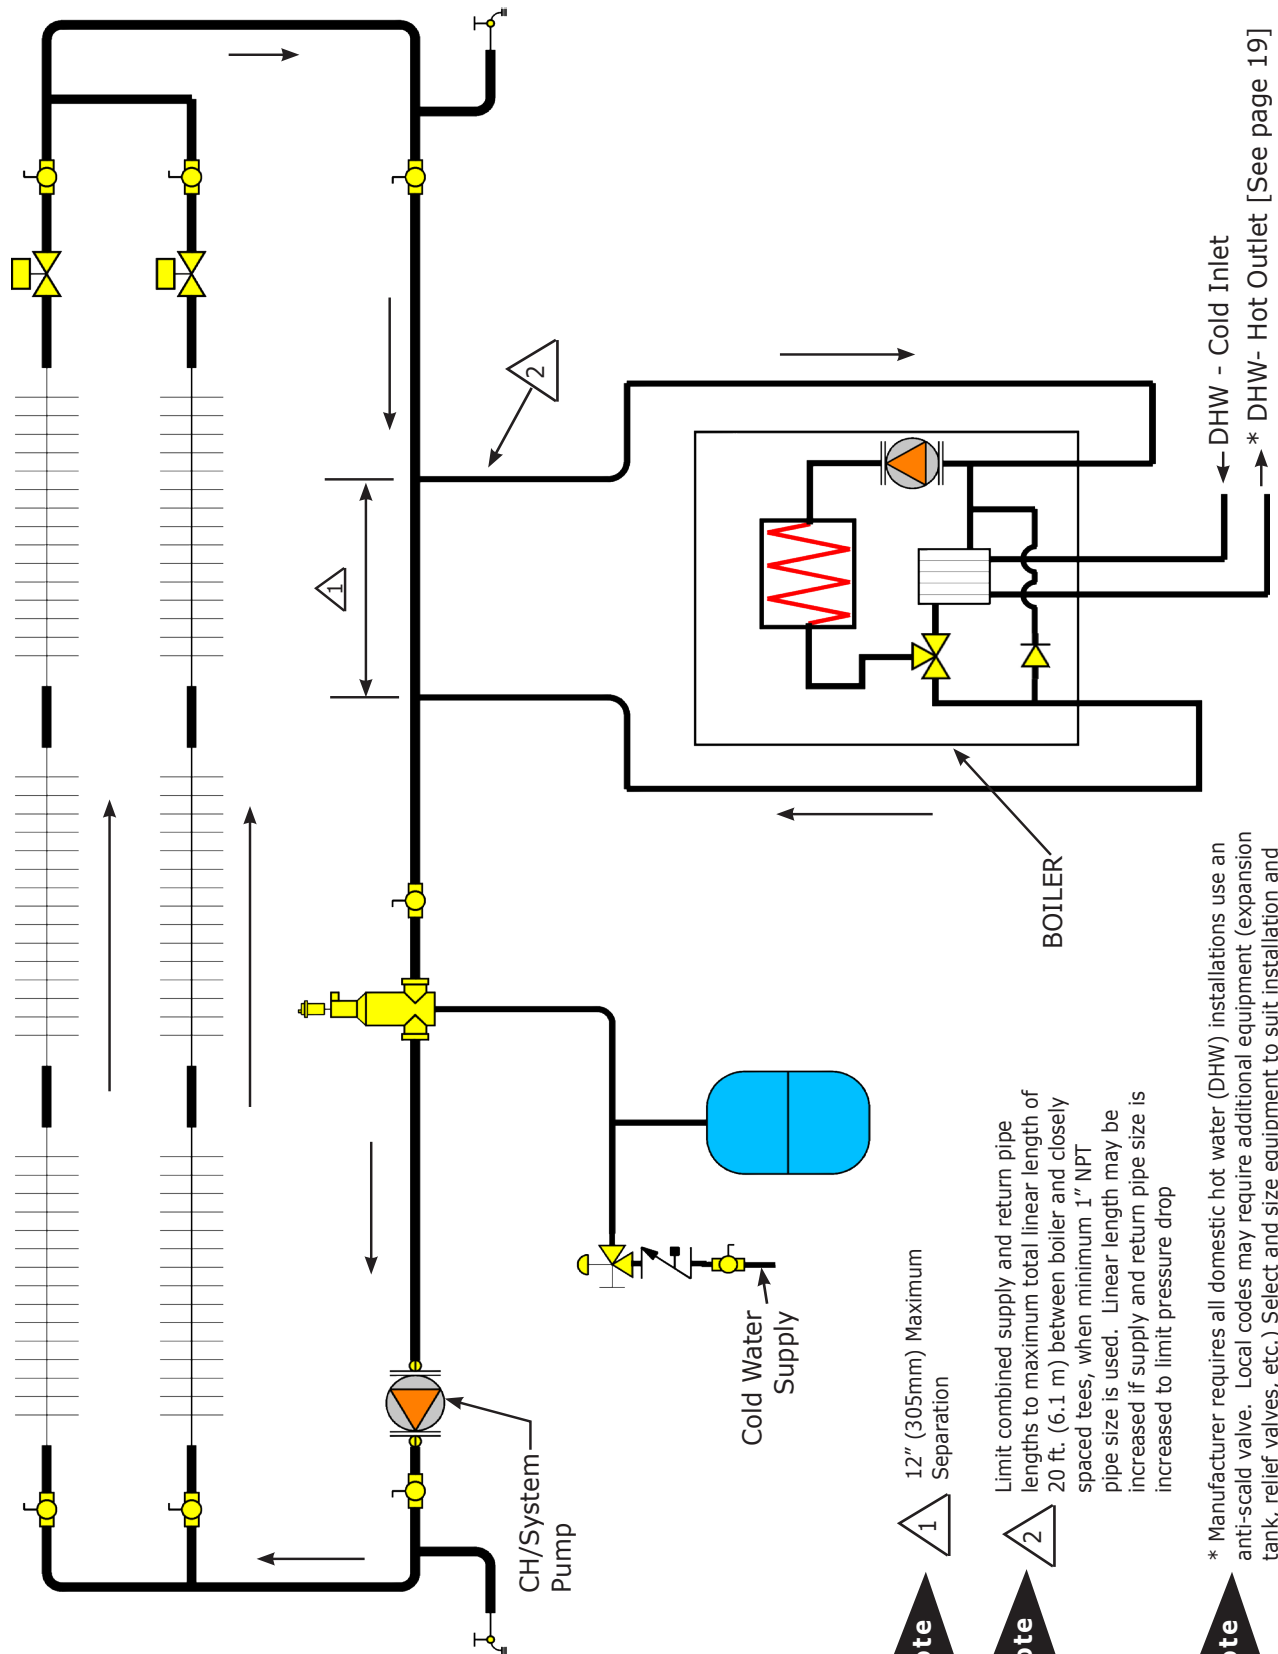 1
2
DHW - Cold Inlet
* DHW- Hot Outlet [See page 19]
BOILER
Cold Water
Supply
CH/System
Pump
1
12" (305mm) Maximum
Separation
2
Limit combined supply and return pipe
lengths to maximum total linear length of
20 ft. (6.1 m) between boiler and closely
spaced tees, when minimum 1" NPT
pipe size is used. Linear length may be
increased if supply and return pipe size is
increased to limit pressure drop
* Manufacturer requires all domestic hot water (DHW) installations use an
anti-scald valve. Local codes may require additional equipment (expansion
tank, relief valves, etc.) Select and size equipment to suit installation and